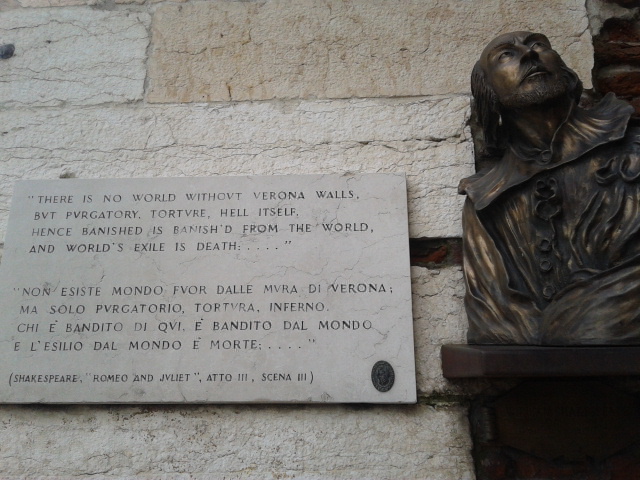 "THERE IS NO WORLD WITHOVT VERONA WALLS,
BVT PVRGATORY, TORTVRE, HELL ITSELF,
HENCE BANISHED IS BANISH'D FROM THE WORLD,
AND WORLD'S EXILE IS DEATH: ...."
"NON ESISTE MONDO FVOR DALLE MVRA DI VERONA;
MA SOLO PVRGATORIO, TORTVRA, INFERNO.
CHI È BANDITO DI QVI, È BANDITO DAL MONDO
E L'ESILIO DAL MONDO È MORTE; ...."
(SHAKESPEARE, "ROMEO AND JVLIET", ATTO III, SCENA III)